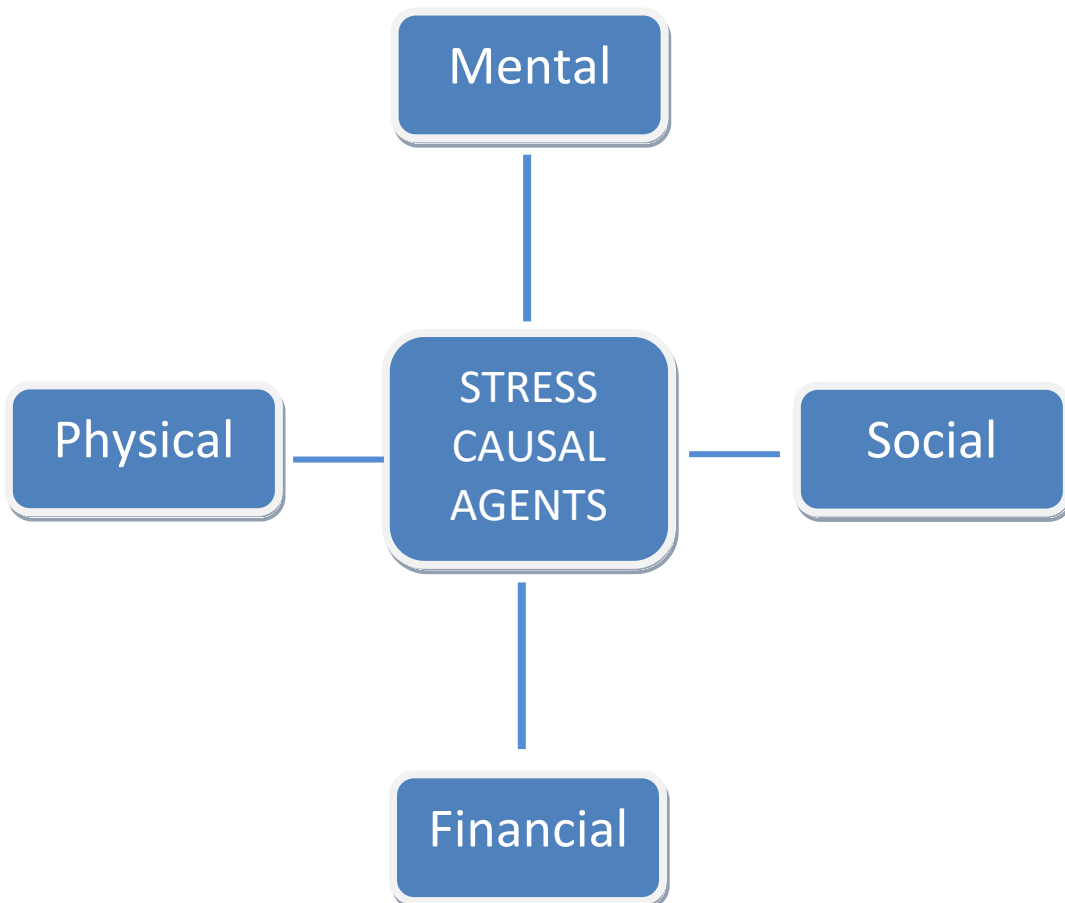 Mental
Physical
STRESS
CAUSAL
AGENTS
Social
Financial